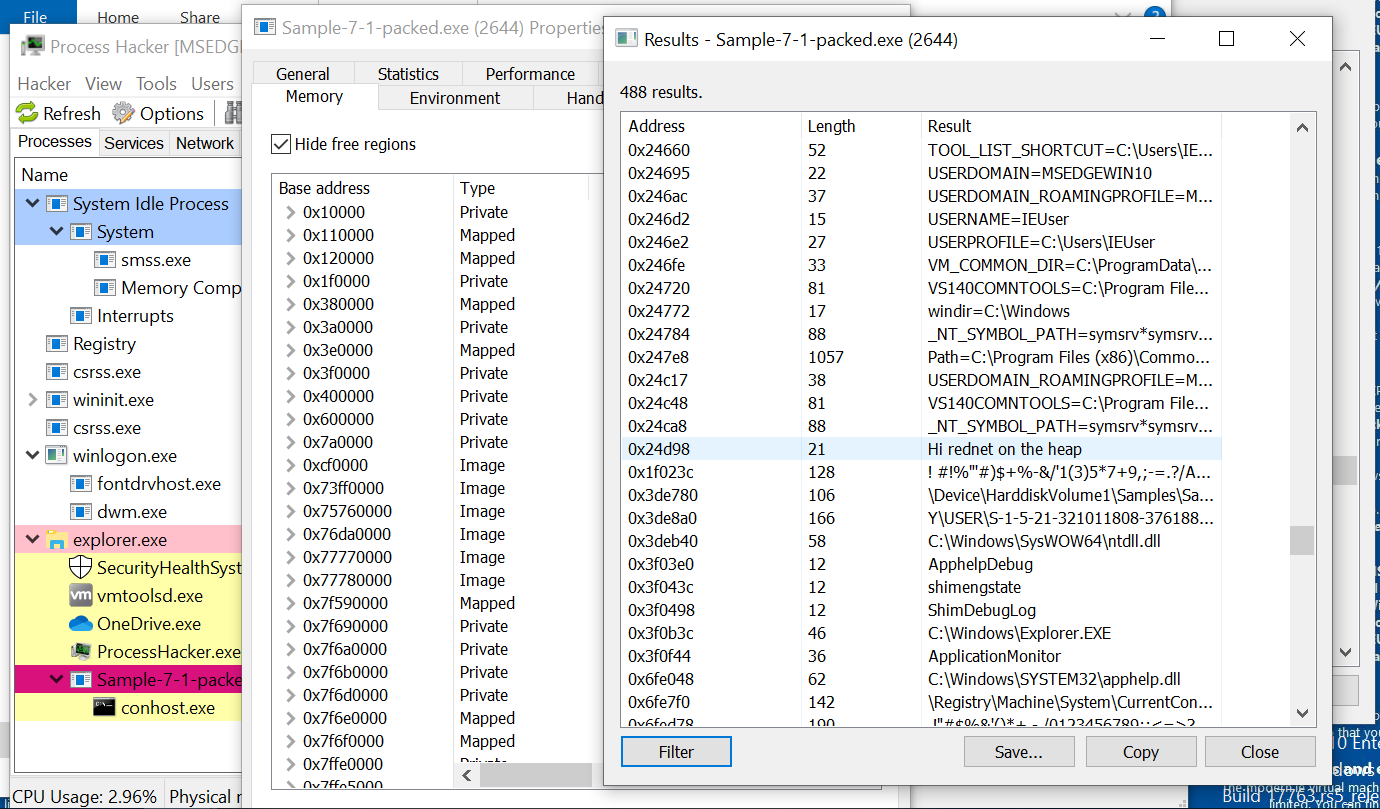 File Home Share
Process Hacker [MSEDG
Hacker View Tools Users
Refresh Options
Processes Services Network
Name
System Idle Process
System
smss.exe
Memory Comp
Interrupts
Registry
csrss.exe
wininit.exe
csrss.exe
winlogon.exe
fontdrvhost.exe
dwm.exe
explorer.exe
SecurityHealthSyst
vmtoolsd.exe
OneDrive.exe
ProcessHacker.exe
Sample-7-1-packe
conhost.exe
CPU Usage: 2.96% Physical
Sample-7-1-packed.exe (2644) Properties
General Statistics Performance
Memory Environment Hand
Hide free regions
Base address Type
0x10000 Private
0x110000 Mapped
0x120000 Mapped
0x1f0000 Private
0x380000 Mapped
0x3a0000 Private
0x3e0000 Mapped
0x3f0000 Private
0x400000 Private
0x600000 Private
0x7a0000 Private
0xcf0000 Image
0x73ff0000 Image
0x75760000 Image
0x76da0000 Image
0x77770000 Image
0x77780000 Image
0x7f590000 Mapped
0x7f690000 Private
0x7f6a0000 Private
0x7f6b0000 Private
0x7f6d0000 Private
0x7f6e0000 Mapped
0x7f6f0000 Mapped
0x7ffe0000 Private
0x7ffe5000 Private
Results - Sample-7-1-packed.exe (2644)
488 results.
Address Length Result
0x24660 52 TOOL_LIST_SHORTCUT=C:\Users\IE...
0x24695 22 USERDOMAIN=MSEDGEWIN10
0x246ac 37 USERDOMAIN_ROAMINGPROFILE=M...
0x246d2 15 USERNAME=IEUser
0x246e2 27 USERPROFILE=C:\Users\IEUser
0x246fe 33 VM_COMMON_DIR=C:\ProgramData\...
0x24720 81 VS140COMNTOOLS=C:\Program File...
0x24772 17 windir=C:\Windows
0x24784 88 _NT_SYMBOL_PATH=symsrv*symsrv...
0x247e8 1057 Path=C:\Program Files (x86)\Commo...
0x24c17 38 USERDOMAIN_ROAMINGPROFILE=M...
0x24c48 81 VS140COMNTOOLS=C:\Program File...
0x24ca8 88 _NT_SYMBOL_PATH=symsrv*symsrv...
0x24d98 21 Hi rednet on the heap
0x1f023c 128 ! #!%"'#)$+%-&/'1(3)5*7+9,;-=.?/A...
0x3de780 106 \Device\HarddiskVolume1\Samples\Sa...
0x3de8a0 166 Y\USER\S-1-5-21-321011808-376188...
0x3deb40 58 C:\Windows\SysWOW64\ntdll.dll
0x3f03e0 12 ApphelpDebug
0x3f043c 12 shimengstate
0x3f0498 12 ShimDebugLog
0x3f0b3c 46 C:\Windows\Explorer.EXE
0x3f0f44 36 ApplicationMonitor
0x6fe048 62 C:\Windows\SYSTEM32\apphelp.dll
0x6fe7f0 142 \Registry\Machine\System\CurrentCon...
0x6fed78 190
Filter Save... Copy Close